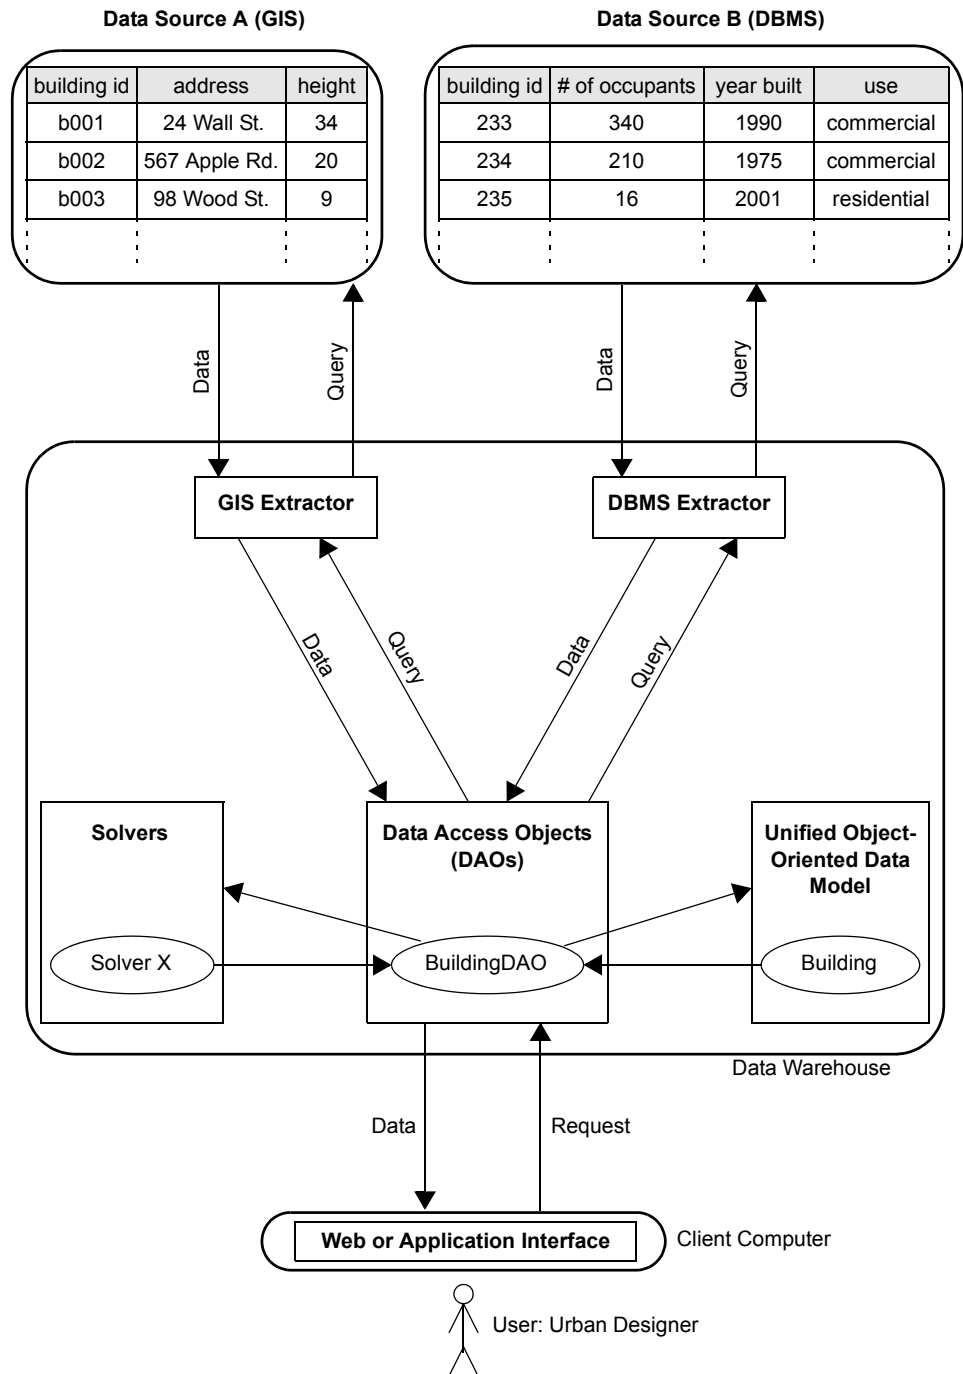 Data Source A (GIS)
Data Source B (DBMS)
building id address height
b001 24 Wall St. 34
b002 567 Apple Rd. 20
b003 98 Wood St. 9
building id # of occupants year built use
233 340 1990 commercial
234 210 1975 commercial
235 16 2001 residential
Data
Query
Data
Query
GIS Extractor
DBMS Extractor
Data
Query
Data
Query
Solvers
Solver X
Data Access Objects
(DAOs)
BuildingDAO
Unified Object-
Oriented Data
Model
Building
Data Warehouse
Data
Request
Web or Application Interface
Client Computer
User: Urban Designer